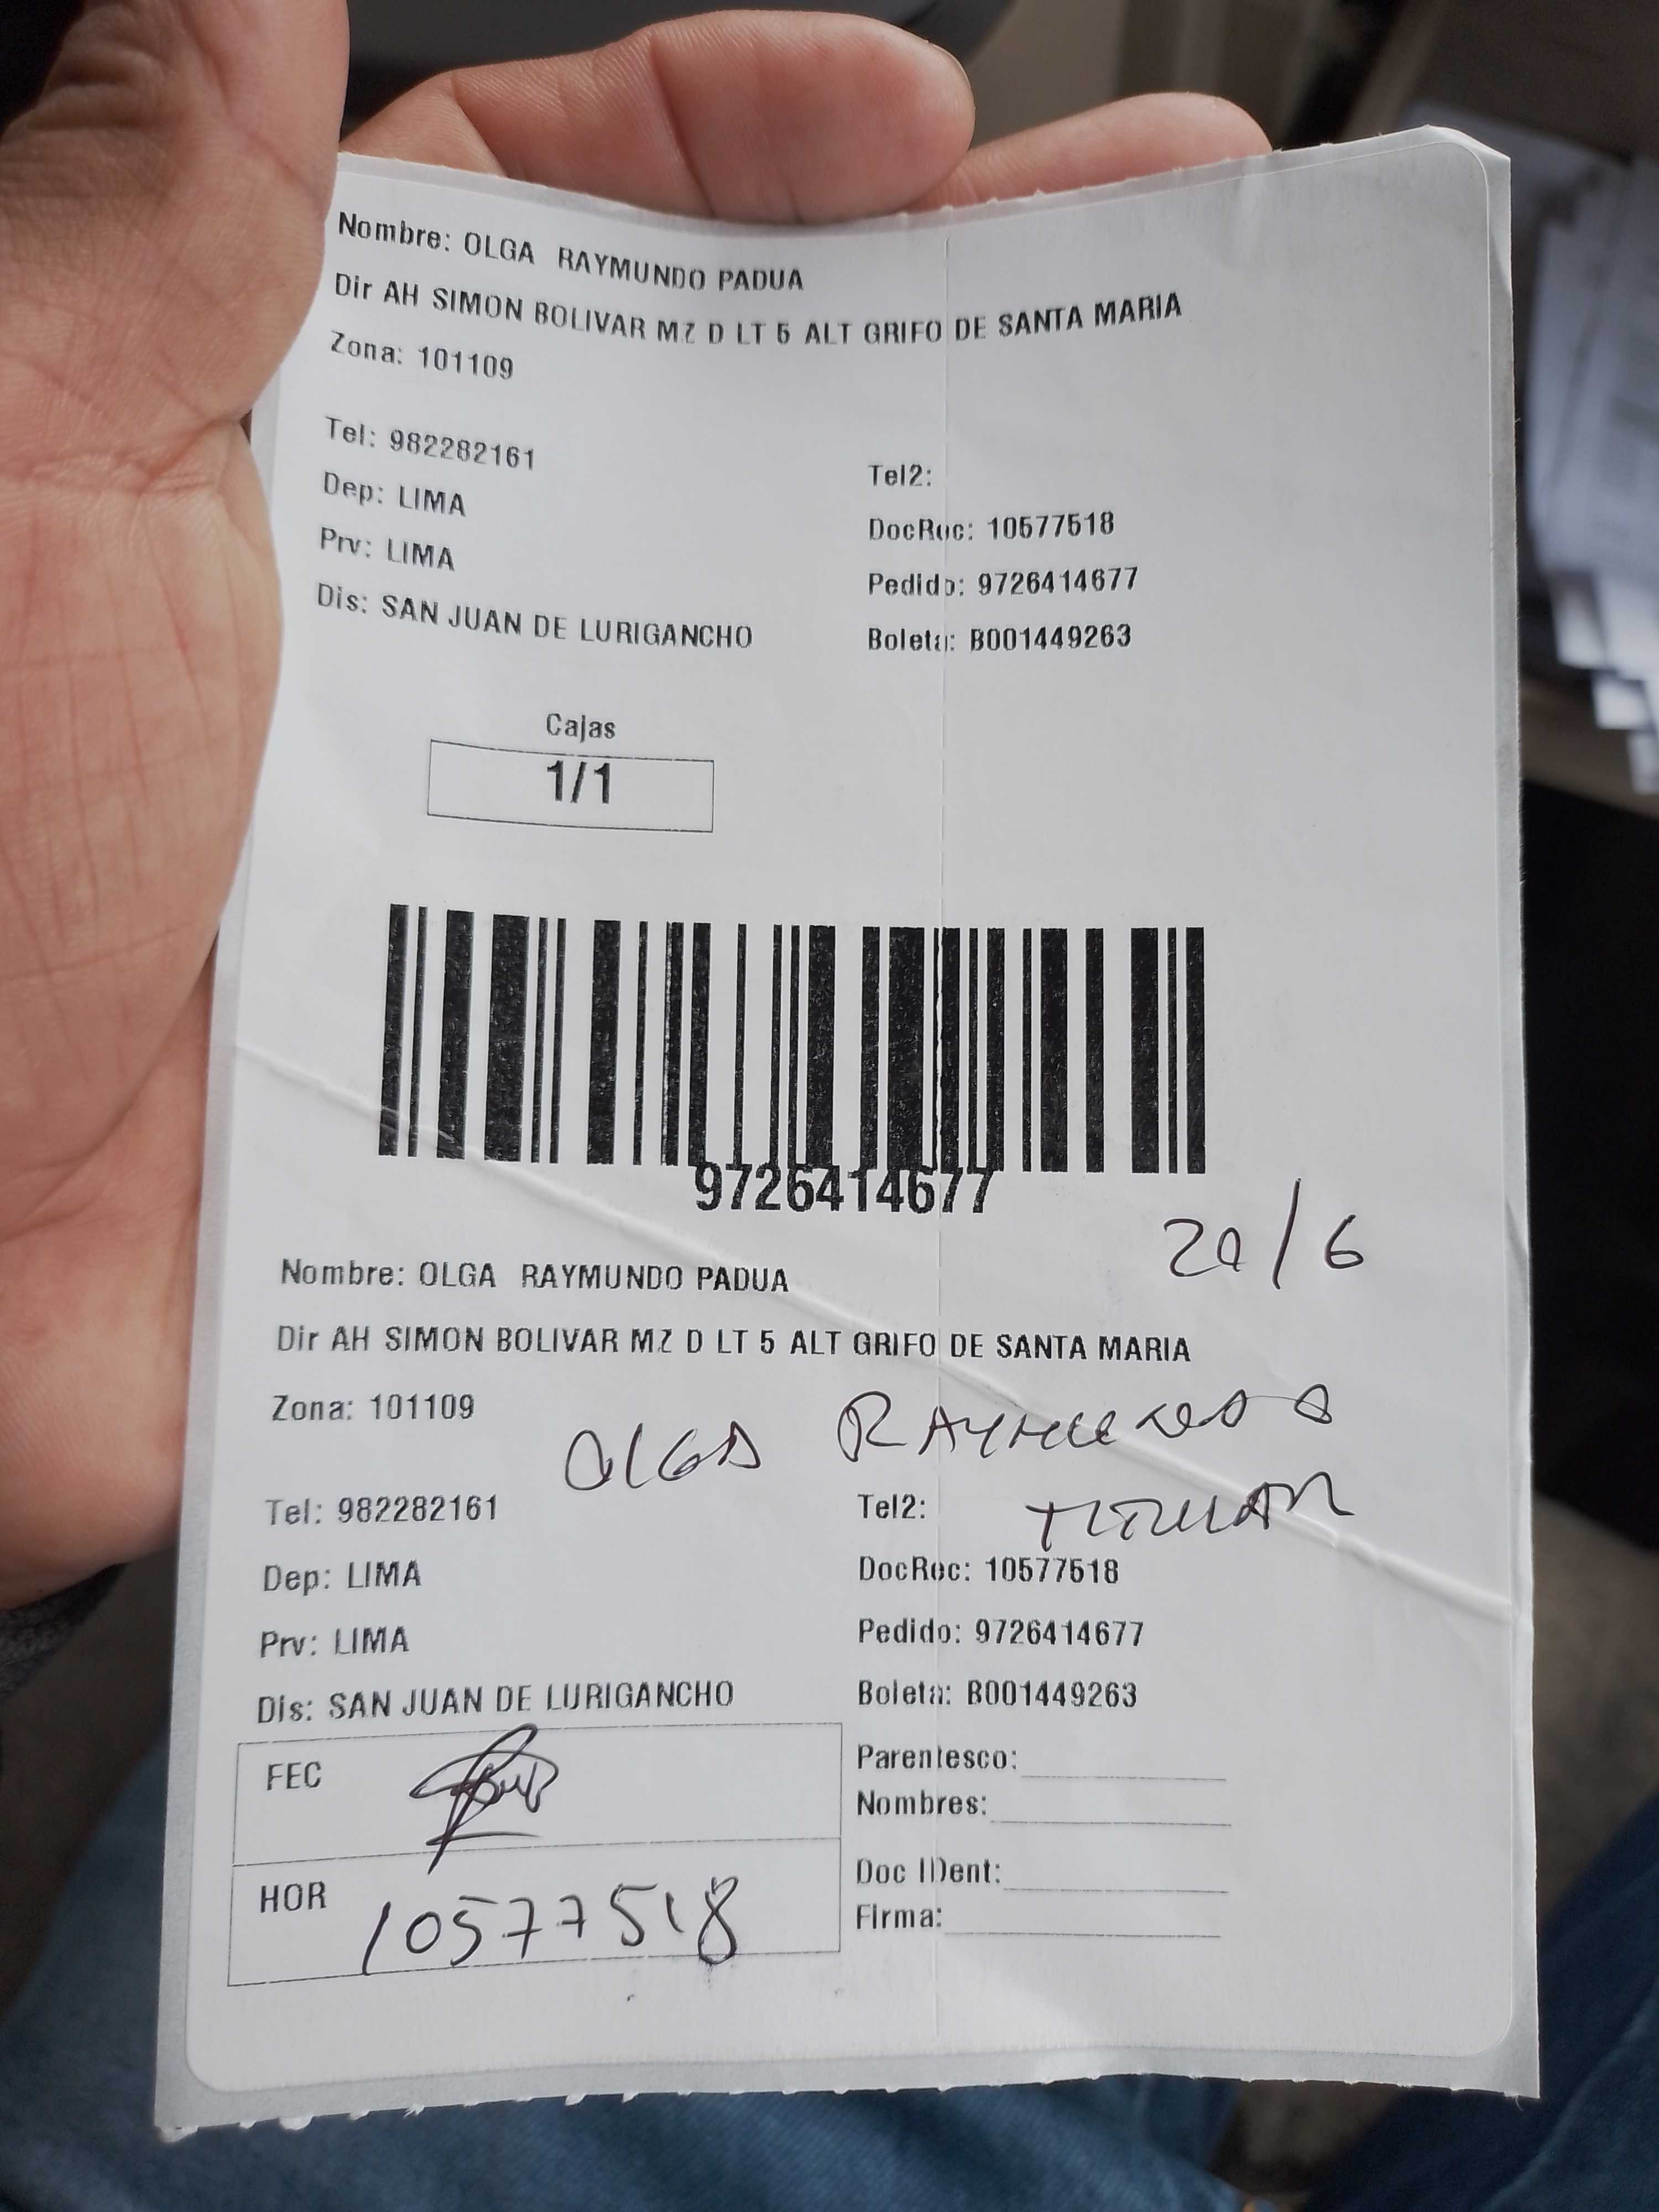 Nombre: OLGA RAYMUNDO PADUA
Dir AH SIMON BOLIVAR MZ D LT 5 ALT GRIFO DE SANTA MARIA
Zona: 101109
Tel: 982282161
Tel2:
Dep: LIMA
DocRec: 10577518
Prv: LIMA
Pedido: 9726414677
Dis: SAN JUAN DE LURIGANCHO
Boleta: B001449263
Cajas
1/1
9726414677
20/6
Nombre: OLGA RAYMUNDO PADUA
Dir AH SIMON BOLIVAR MZ D LT 5 ALT GRIFO DE SANTA MARIA
Zona: 101109
OLGA RAYMUNDO
Tel: 982282161
Tel2: TITULAR
Dep: LIMA
DocRec: 10577518
Prv: LIMA
Pedido: 9726414677
Dis: SAN JUAN DE LURIGANCHO
Boleta: B001449263
FEC
Parentesco:
Nombres:
HOR 10577518
Doc IDent:
Firma: